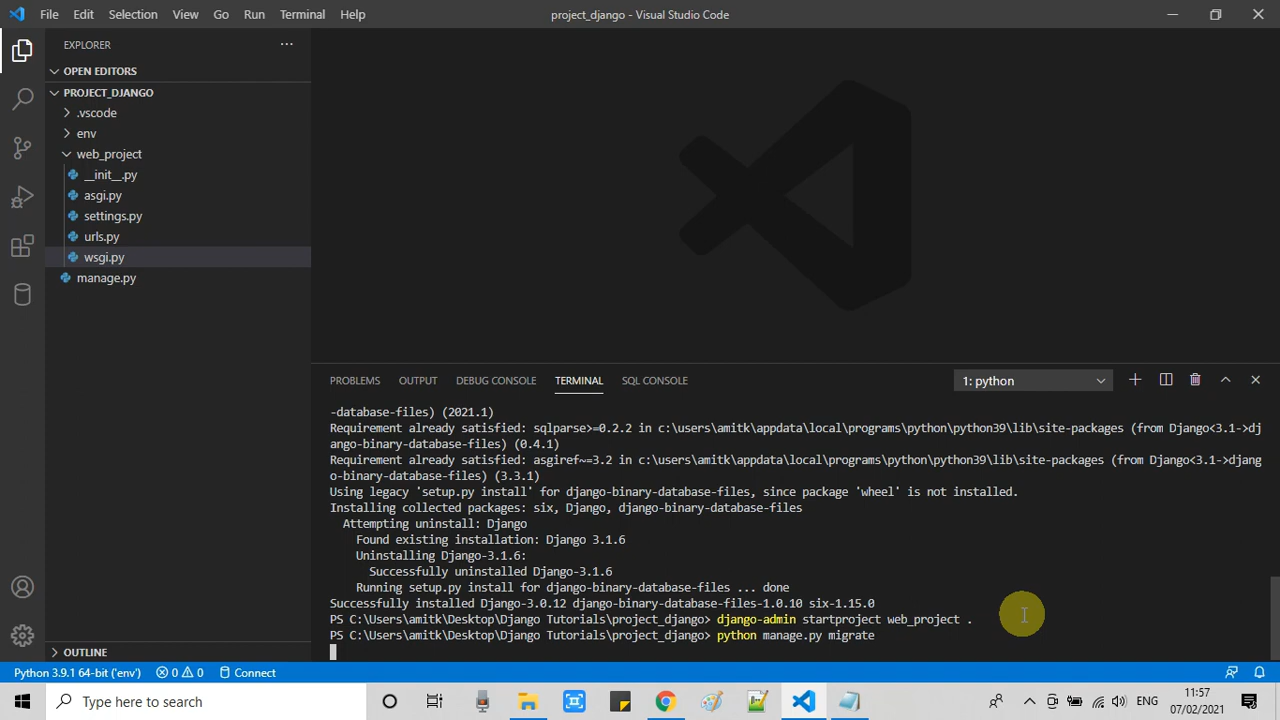 File Edit Selection View Go Run Terminal Help
project_django - Visual Studio Code
EXPLORER
OPEN EDITORS
PROJECT_DJANGO
.vscode
env
web_project
__init__.py
asgi.py
settings.py
urls.py
wsgi.py
manage.py
OUTLINE
PROBLEMS OUTPUT DEBUG CONSOLE TERMINAL SQL CONSOLE
1: python
-database-files) (2021.1)
Requirement already satisfied: sqlparse>=0.2.2 in c:\users\amitk\appdata\local\programs\python\python39\lib\site-packages (from Django<3.1->dj
ango-binary-database-files) (0.4.1)
Requirement already satisfied: asgiref~=3.2 in c:\users\amitk\appdata\local\programs\python\python39\lib\site-packages (from Django<3.1->djang
o-binary-database-files) (3.3.1)
Using legacy 'setup.py install' for django-binary-database-files, since package 'wheel' is not installed.
Installing collected packages: six, Django, django-binary-database-files
Attempting uninstall: Django
Found existing installation: Django 3.1.6
Uninstalling Django-3.1.6:
Successfully uninstalled Django-3.1.6
Running setup.py install for django-binary-database-files ... done
Successfully installed Django-3.0.12 django-binary-database-files-1.0.10 six-1.15.0
PS C:\Users\amitk\Desktop\Django Tutorials\project_django> django-admin startproject web_project .
PS C:\Users\amitk\Desktop\Django Tutorials\project_django> python manage.py migrate
Python 3.9.1 64-bit ('env') 0 0 Connect
Type here to search
ENG
11:57
07/02/2021